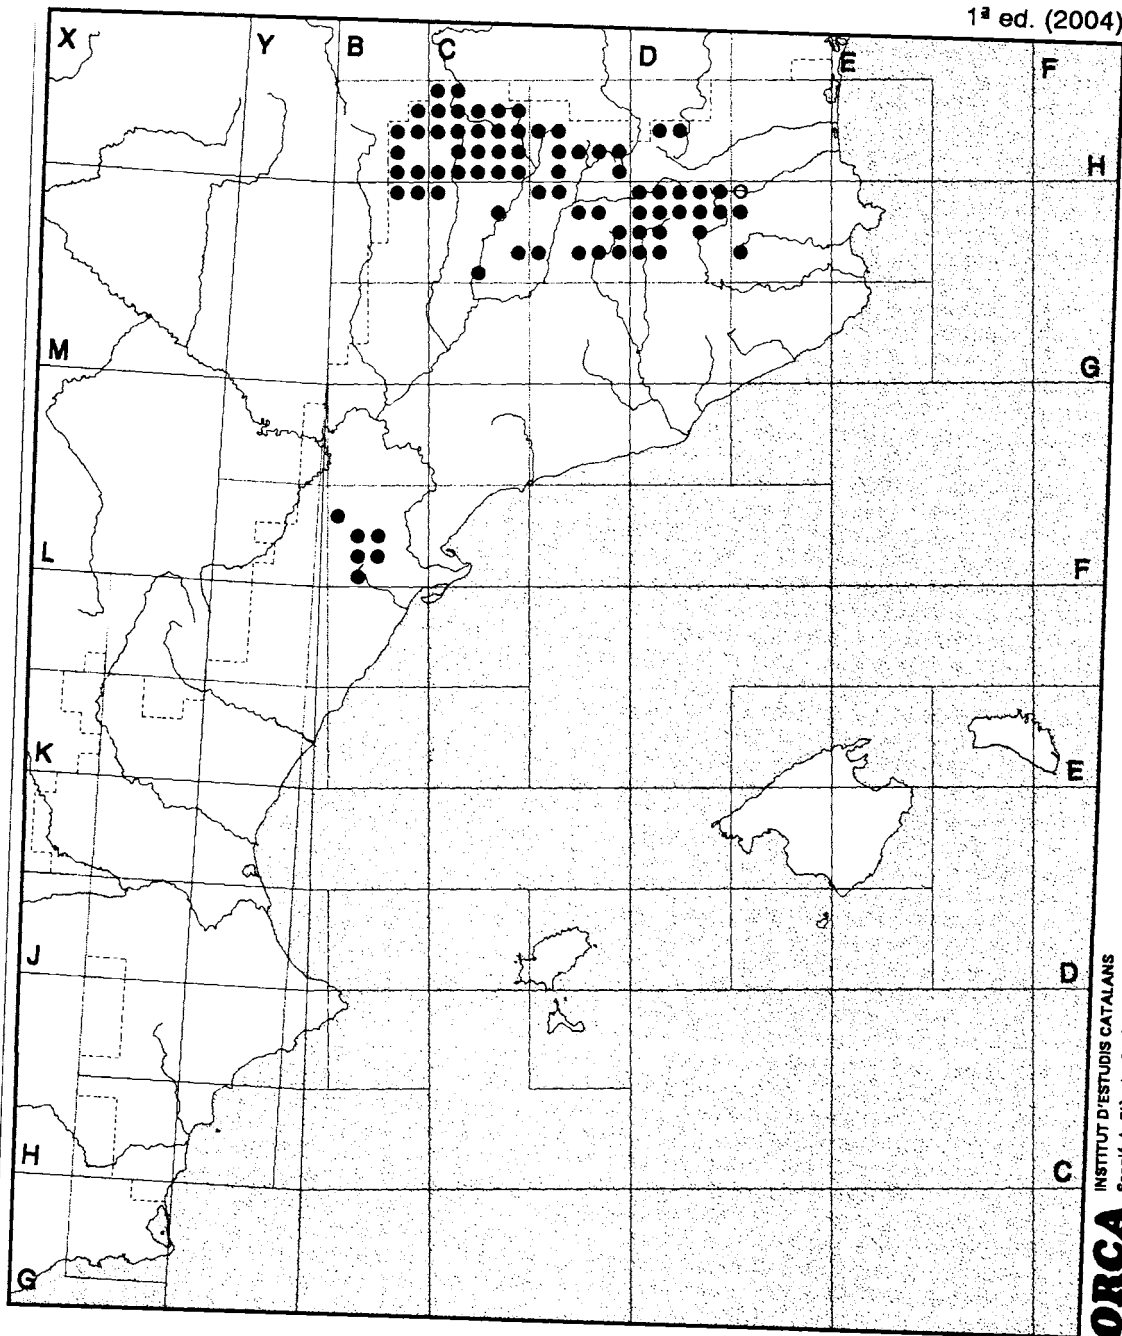 1ª ed. (2004)
X Y B C D E F
H
M G
L F
K E
J D
H C
G
ORCA INSTITUT D'ESTUDIS CATALANS